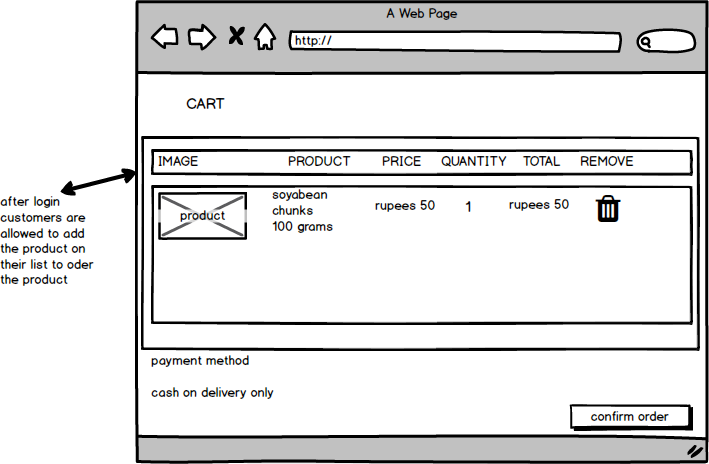 A Web Page
http://
CART
IMAGE PRODUCT PRICE QUANTITY TOTAL REMOVE
product
soyabean
chunks
100 grams
rupees 50
1
rupees 50
after login
customers are
allowed to add
the product on
their list to oder
the product
payment method
cash on delivery only
confirm order